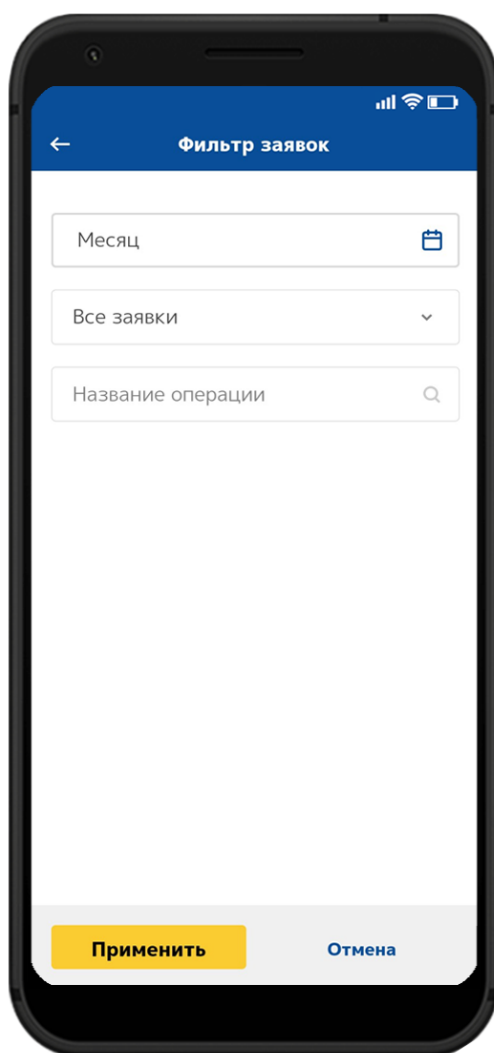 Фильтр заявок
Месяц
Все заявки
Название операции
Применить
Отмена